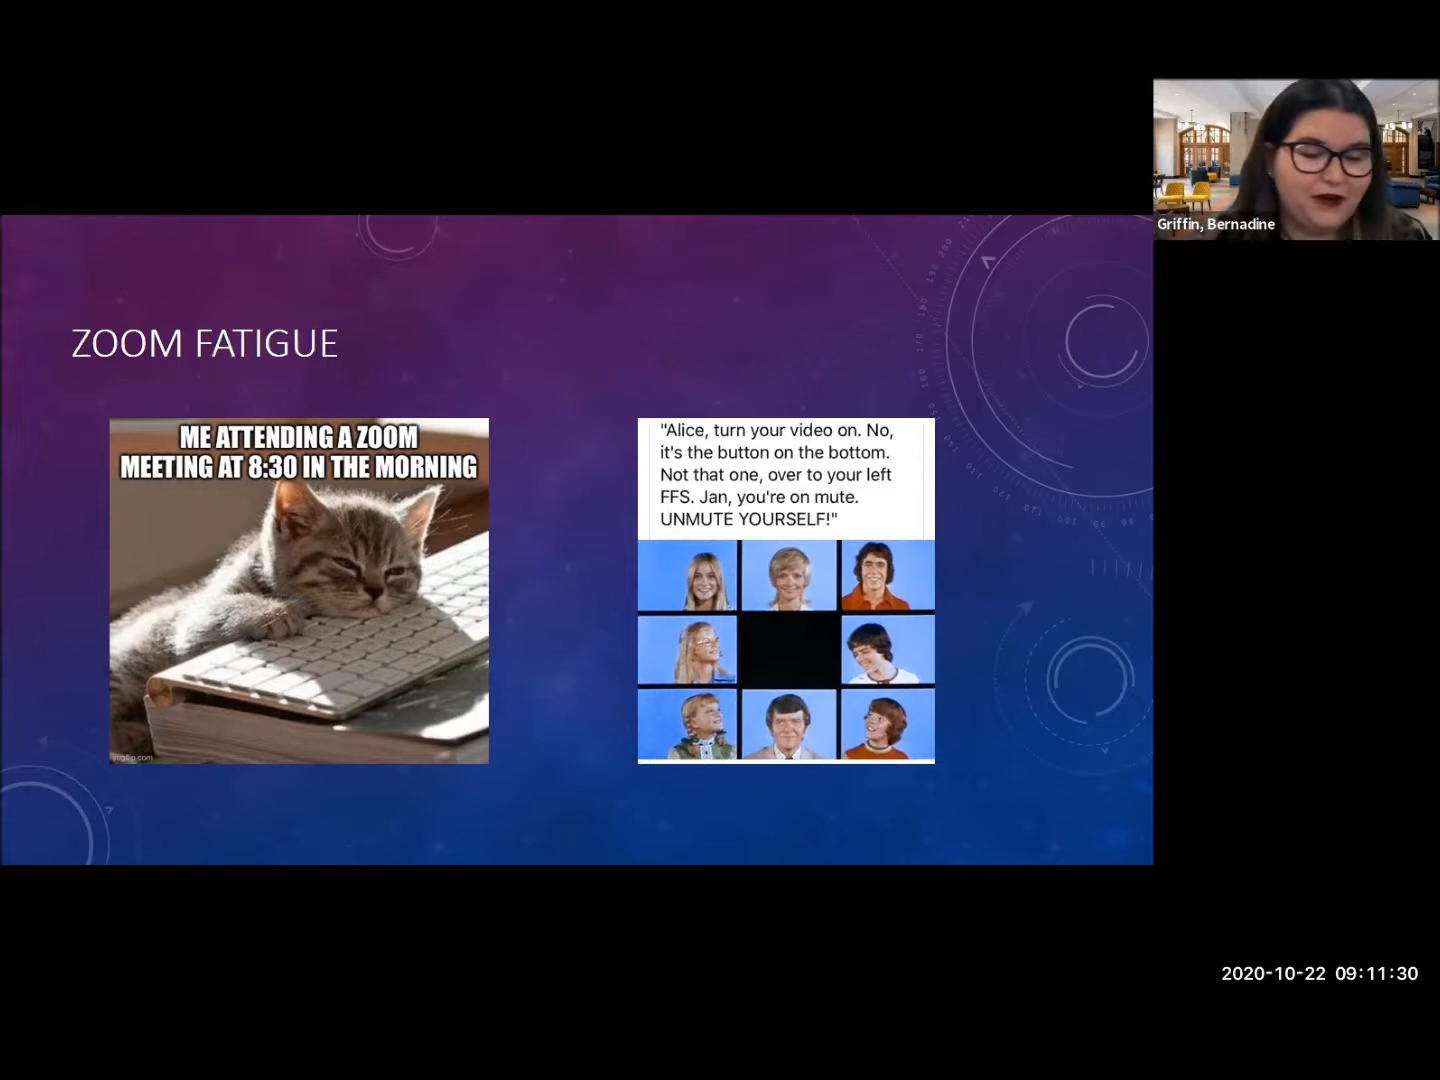 Griffin, Bernadine
ZOOM FATIGUE
ME ATTENDING A ZOOM
MEETING AT 8:30 IN THE MORNING
imgflip.com
"Alice, turn your video on. No,
it's the button on the bottom.
Not that one, over to your left
FFS. Jan, you're on mute.
UNMUTE YOURSELF!"
2020-10-22 09:11:30